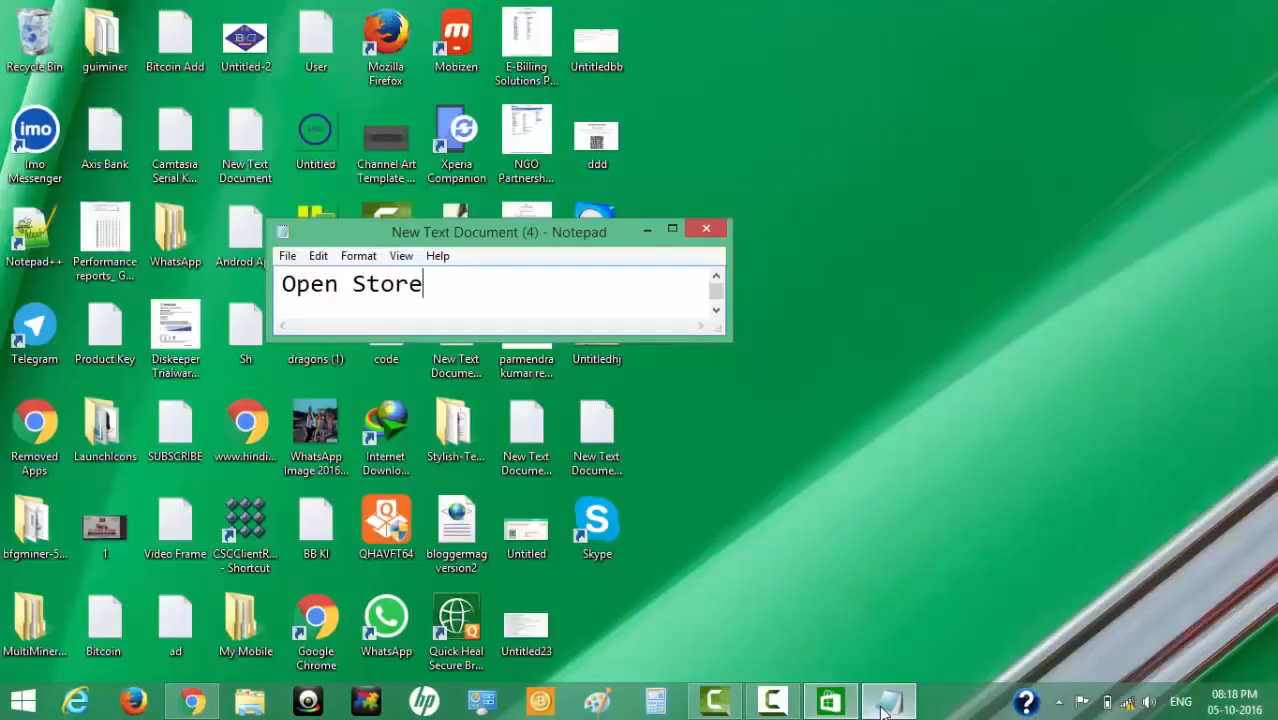 Recycle Bin
guiminer
Bitcoin Add
Untitled-2
User
Mozilla
Firefox
Mobizen
E-Billing
Solutions P...
Untitledbb
imo
Imo
Messenger
Axis Bank
Camtasia
Serial K...
New Text
Document
Untitled
Channel Art
Template ...
Xperia
Companion
NGO
Partnersh...
ddd
Notepad++
Performance
reports_ G...
WhatsApp
Androd Ap
New Text Document (4) - Notepad
File Edit Format View Help
Open Store
Telegram
Product Key
Diskeeper
Trialwar...
Sh
dragons (1)
code
New Text
Docume...
parmendra
kumar re...
Untitledhj
Removed
Apps
LaunchIcons
SUBSCRIBE
www.hindi...
WhatsApp
Image 2016...
Internet
Downlo...
Stylish-Te...
New Text
Docume...
New Text
Docume...
bfgminer-5...
1
Video Frame
CSCClientR...
- Shortcut
BB KI
QHAVFT64
bloggermag
version2
Untitled
Skype
MultiMiner...
Bitcoin
ad
My Mobile
Google
Chrome
WhatsApp
Quick Heal
Secure Br...
Untitled23
hp
ENG
08:18 PM
05-10-2016